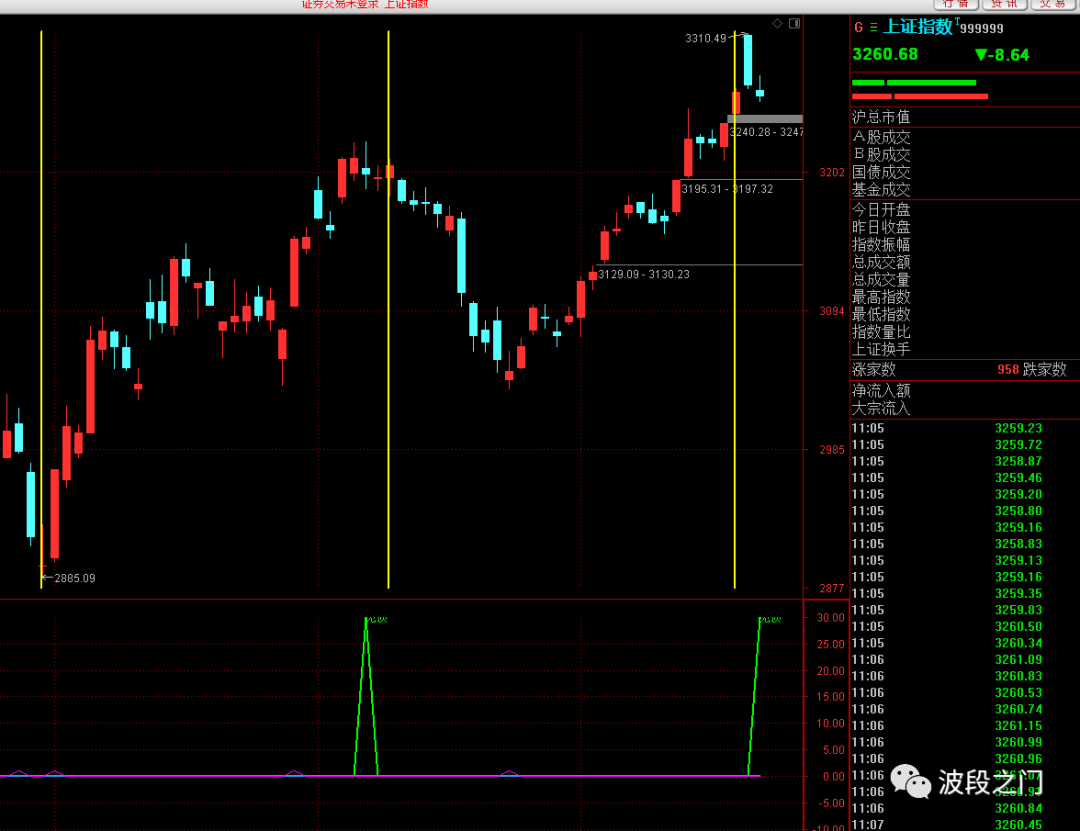 证券交易未登录 上证指数
行 情 资 讯 交 易
G 上证指数T999999
3260.68 ▼-8.64
沪总市值
A股成交
B股成交
国债成交
基金成交
今日开盘
昨日收盘
指数振幅
总成交额
总成交量
最高指数
最低指数
指数量比
上证换手
涨家数 958 跌家数
净流入额
大宗流入
3310.49
3240.28 - 3247
3202
3195.31 - 3197.32
3129.09 - 3130.23
3094
2985
2885.09
2877
30.00
25.00
20.00
15.00
10.00
5.00
0.00
-5.00
-10.00
11:05 3259.23
11:05 3259.72
11:05 3258.87
11:05 3259.46
11:05 3259.20
11:05 3258.80
11:05 3259.16
11:05 3258.83
11:05 3259.13
11:05 3259.16
11:05 3259.35
11:05 3259.83
11:05 3260.50
11:05 3260.34
11:06 3261.09
11:06 3260.83
11:06 3260.53
11:06 3260.74
11:06 3261.15
11:06 3260.99
11:06 3260.96
11:06
11:06
11:06 3260.84
11:07 3260.45
波段之门